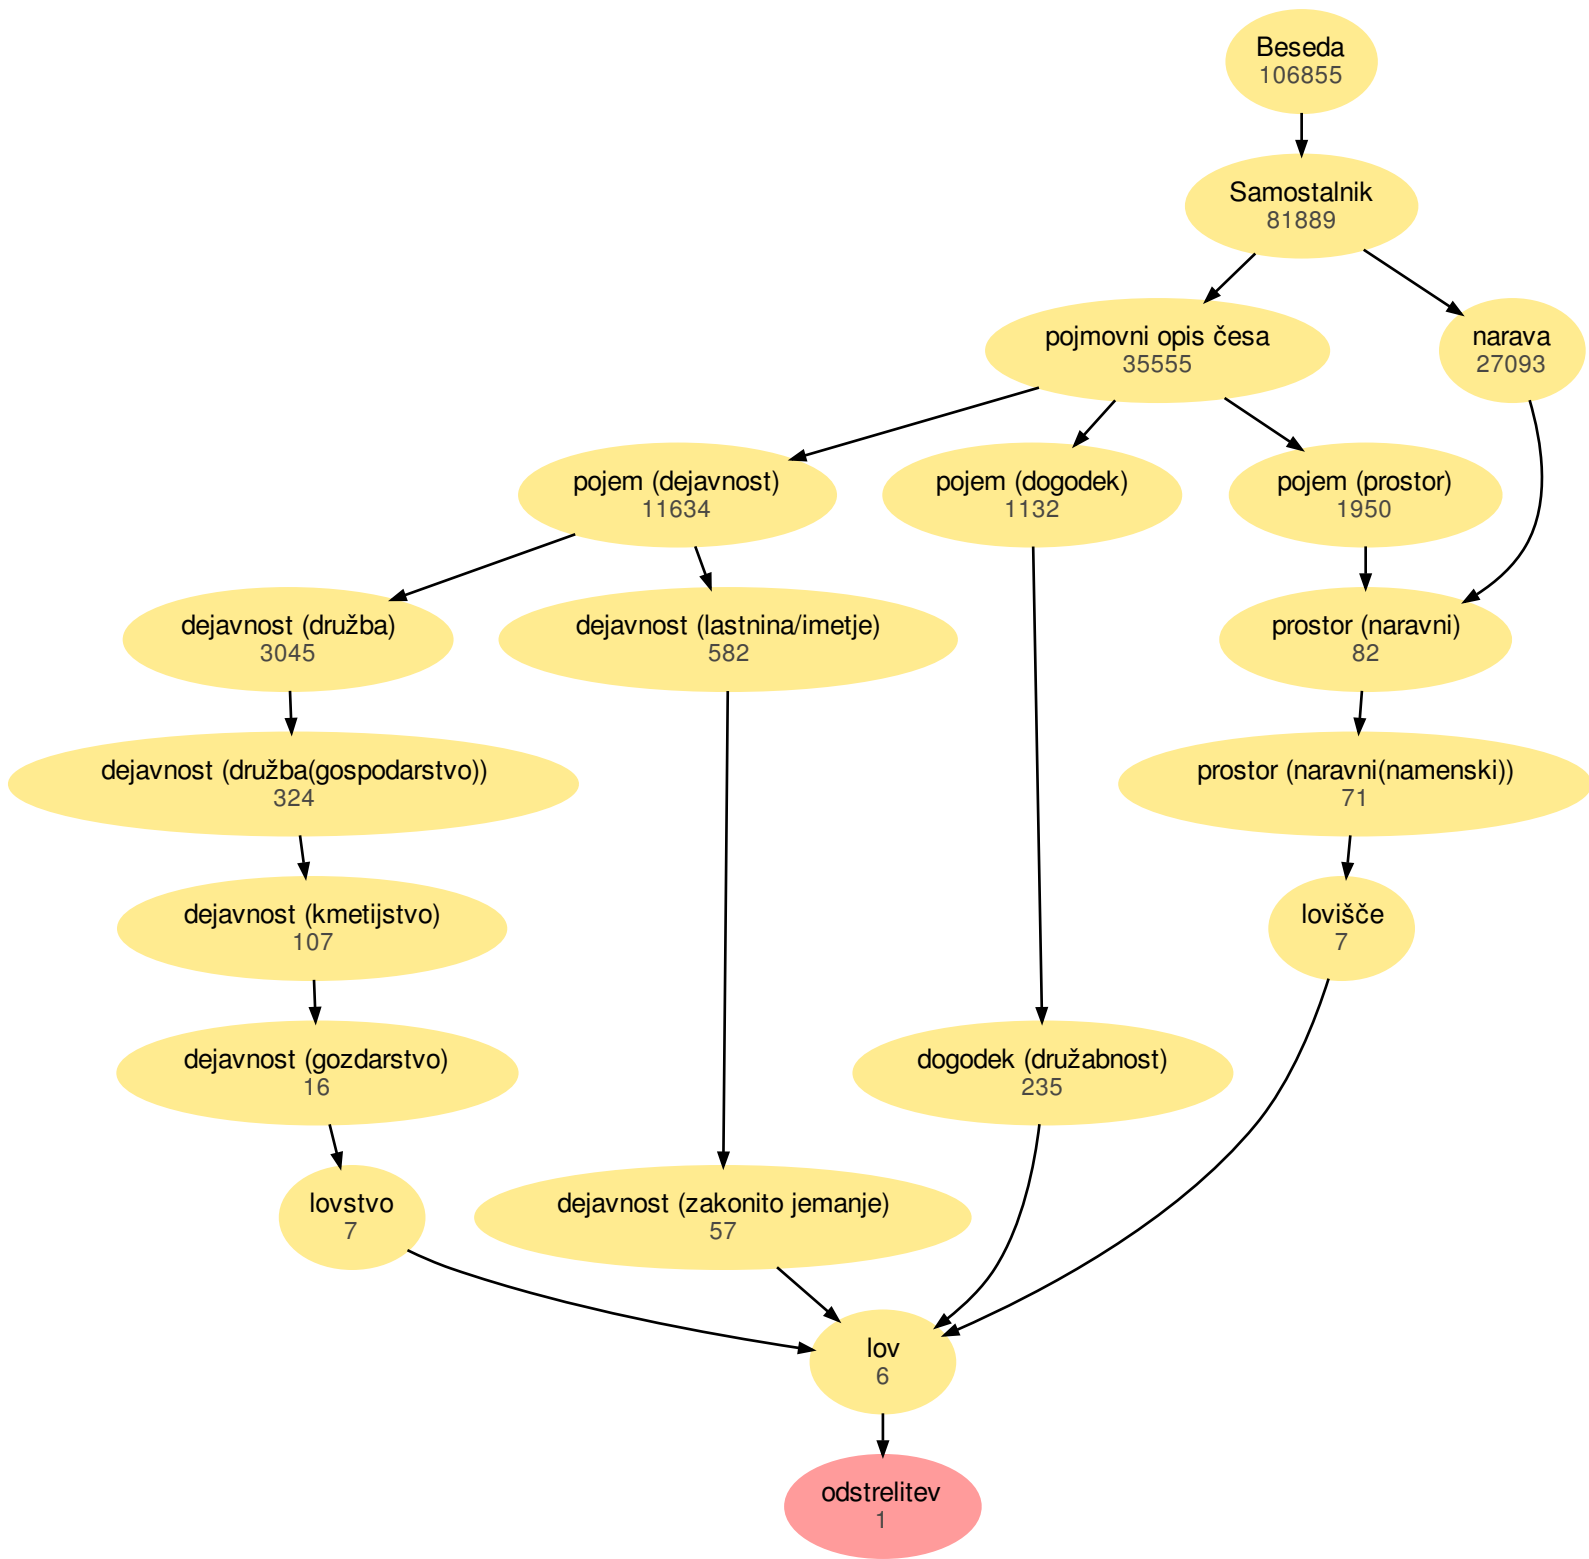 Beseda
106855
Samostalnik
81889
pojmovni opis česa
35555
narava
27093
pojem (dejavnost)
11634
pojem (dogodek)
1132
pojem (prostor)
1950
dejavnost (družba)
3045
dejavnost (lastnina/imetje)
582
prostor (naravni)
82
dejavnost (družba(gospodarstvo))
324
prostor (naravni(namenski))
71
dejavnost (kmetijstvo)
107
lovišče
7
dejavnost (gozdarstvo)
16
dogodek (družabnost)
235
lovstvo
7
dejavnost (zakonito jemanje)
57
lov
6
odstrelitev
1